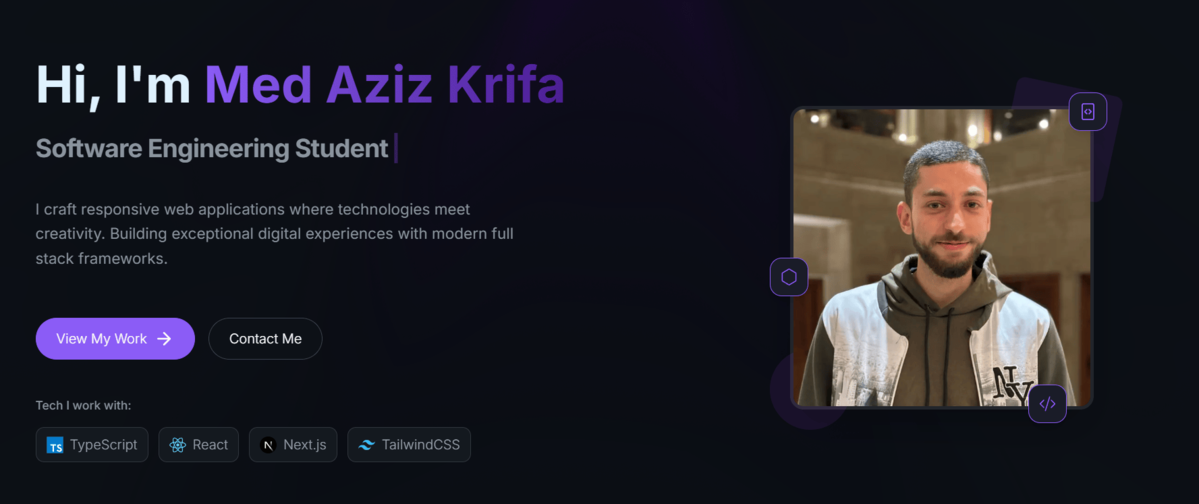 Hi, I'm Med Aziz Krifa
Software Engineering Student
I craft responsive web applications where technologies meet
creativity. Building exceptional digital experiences with modern full
stack frameworks.
View My Work
Contact Me
Tech I work with:
TS TypeScript
React
N Next.js
TailwindCSS
NY